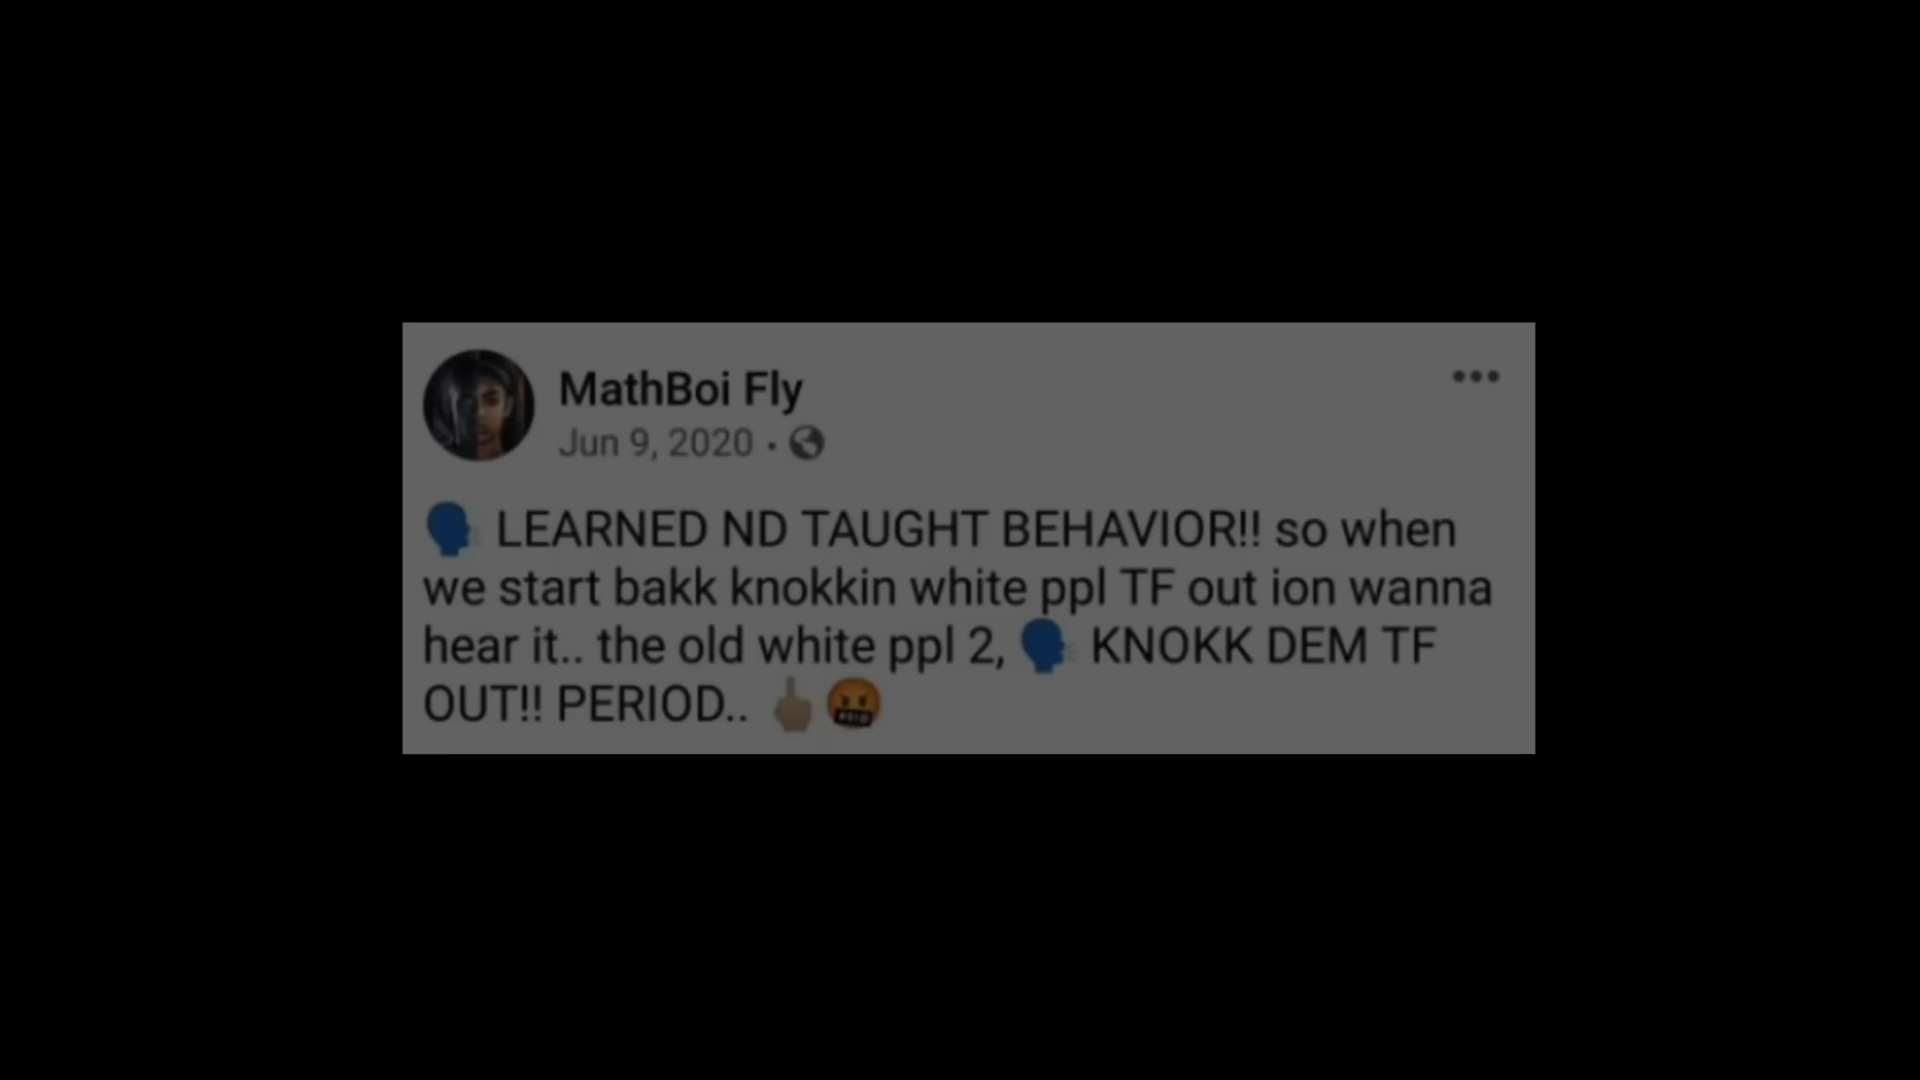 MathBoi Fly
Jun 9, 2020 ·
🗣 LEARNED ND TAUGHT BEHAVIOR!! so when
we start bakk knokkin white ppl TF out ion wanna
hear it.. the old white ppl 2, 🗣 KNOKK DEM TF
OUT!! PERIOD.. 🖕🏼🤬